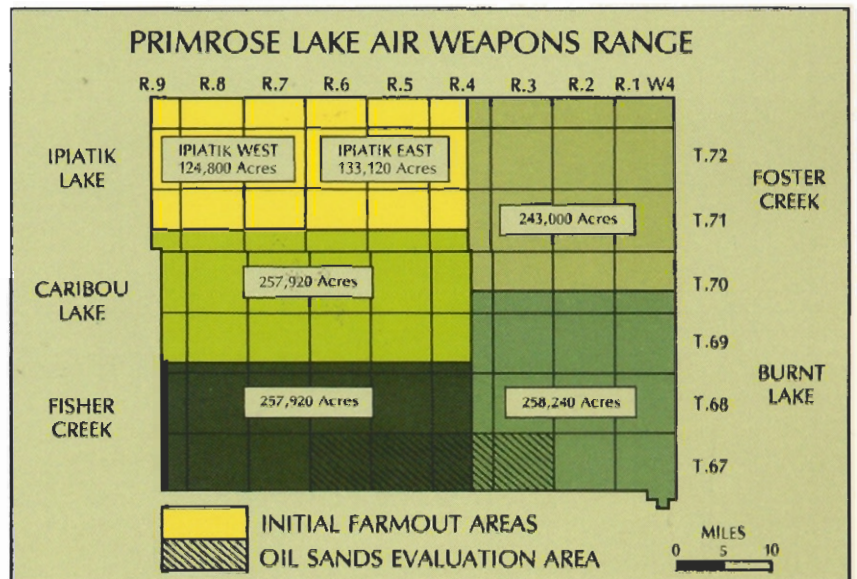 PRIMROSE LAKE AIR WEAPONS RANGE
R.9 R.8 R.7 R.6 R.5 R.4 R.3 R.2 R.1 W4
IPIATIK
LAKE
IPIATIK WEST
124,800 Acres
IPIATIK EAST
133,120 Acres
T.72
FOSTER
CREEK
243,000 Acres
T.71
CARIBOU
LAKE
257,920 Acres
T.70
T.69
FISHER
CREEK
257,920 Acres
258,240 Acres
T.68
BURNT
LAKE
T.67
INITIAL FARMOUT AREAS
OIL SANDS EVALUATION AREA
MILES
0 5 10